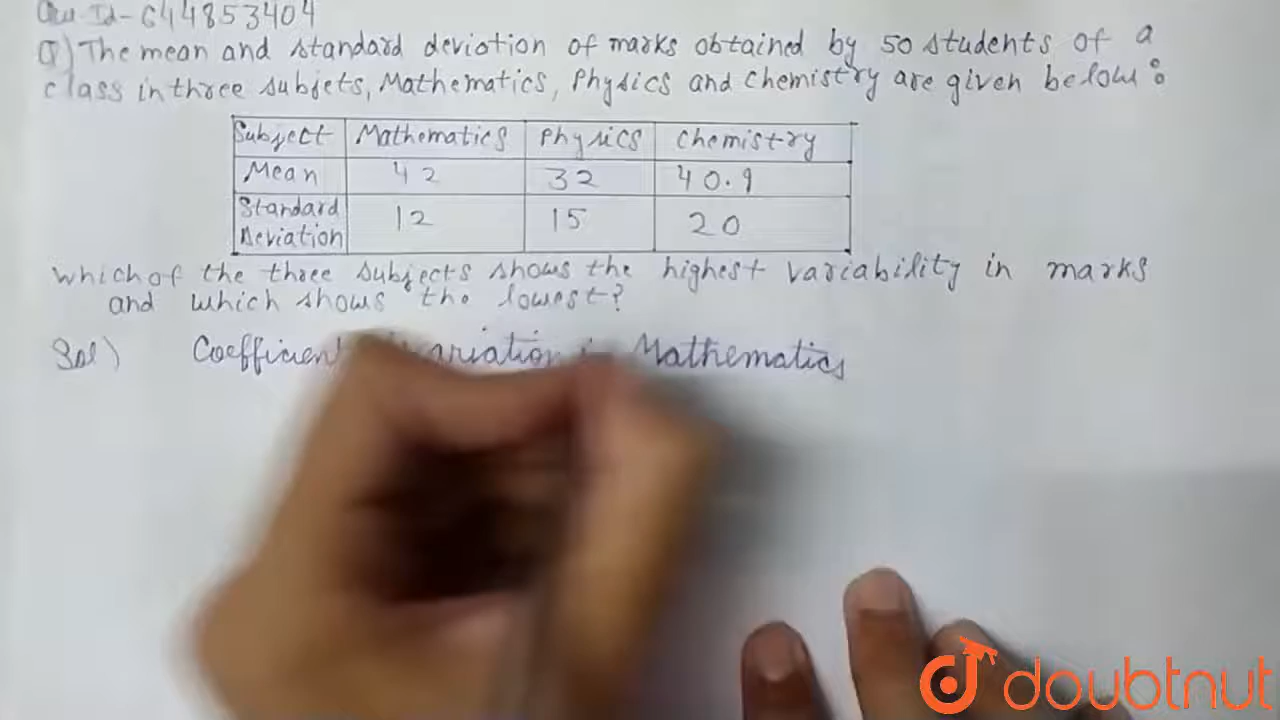 Que Id-644853404
Q) The mean and standard deviation of marks obtained by 50 students of a
class in three subjets, Mathematics, Physics and Chemistry are given below :
Subject Mathematics Physics Chemistry
Mean 42 32 40.9
Standard Deviation 12 15 20
which of the three subjects shows the highest variability in marks
and which shows the lowest?
Sol) Coefficient variation in Mathematics
doubtnut